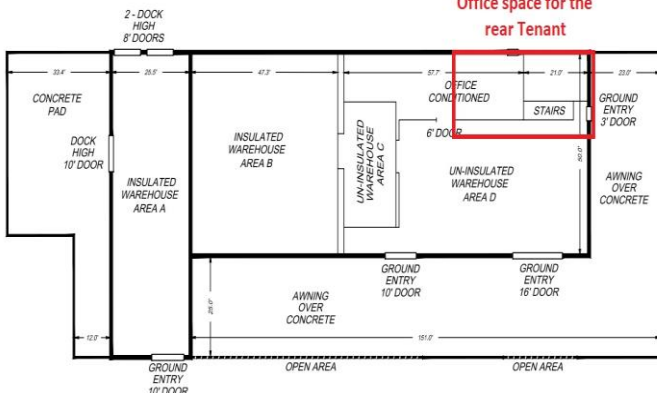 Office space for the
rear Tenant
2 - DOCK
HIGH
8' DOORS
33.4'
25.5'
47.3'
57.7'
21.0'
23.0'
CONCRETE
PAD
OFFICE
CONDITIONED
STAIRS
GROUND
ENTRY
3' DOOR
DOCK
HIGH
10' DOOR
INSULATED
WAREHOUSE
AREA B
6' DOOR
UN-INSULATED
WAREHOUSE
AREA C
50.0'
INSULATED
WAREHOUSE
AREA A
UN-INSULATED
WAREHOUSE
AREA D
AWNING
OVER
CONCRETE
GROUND
ENTRY
10' DOOR
GROUND
ENTRY
16' DOOR
25.0'
AWNING
OVER
CONCRETE
12.0'
151.0'
GROUND
ENTRY
10' DOOR
OPEN AREA
OPEN AREA